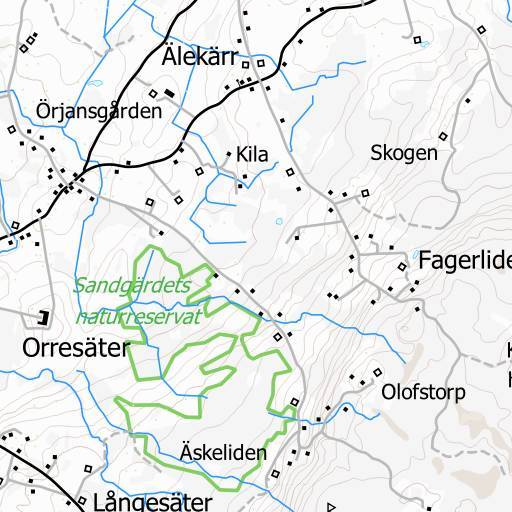 Älekärr
Örjansgården
Kila
Skogen
Fagerlide
Sandgärdets
naturreservat
Orresäter
K
h
Olofstorp
Äskeliden
Långesäter